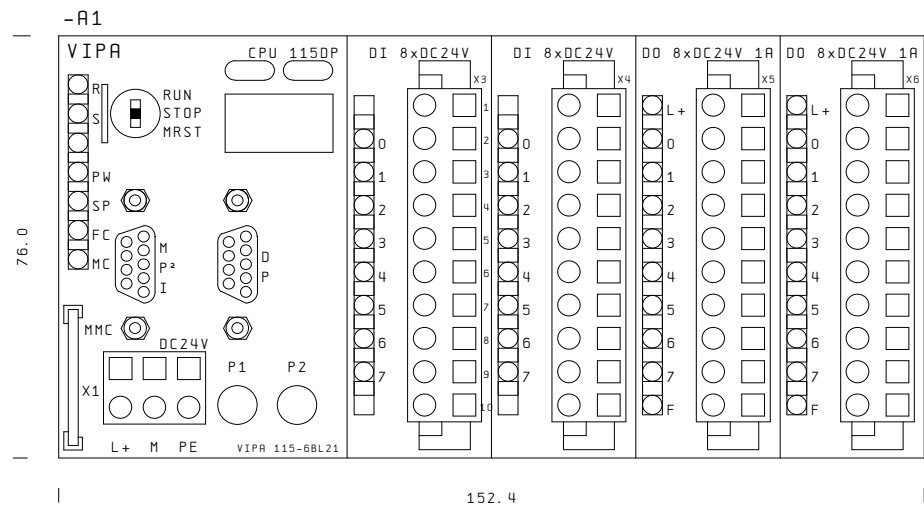 -A1
VIPA CPU 115DP DI 8xDC24V DI 8xDC24V DO 8xDC24V 1A DO 8xDC24V 1A
X3 X4 X5 X6
R
S
RUN
STOP
MRST
PW
SP
FC
MC
M
P²
I
D
P
MMC
DC24V
X1
P1 P2
L+ M PE
VIPA 115-6BL21
0
1
2
3
4
5
6
7
1
2
3
4
5
6
7
8
9
10
0
1
2
3
4
5
6
7
L+
0
1
2
3
4
5
6
7
F
L+
0
1
2
3
4
5
6
7
F
76.0
152.4